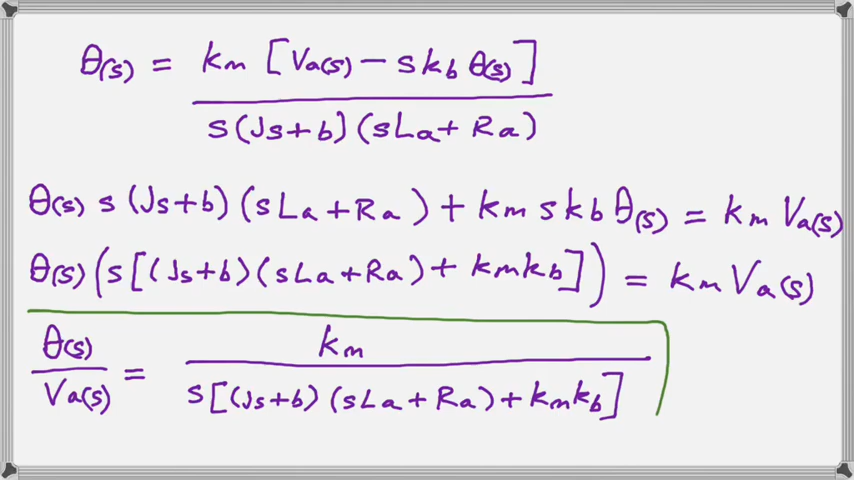 θ(s) = km [Va(s) - s kb θ(s)]
s(Js+b)(sLa+Ra)
θ(s) s (Js+b)(sLa+Ra) + km s kb θ(s) = km Va(s)
θ(s)(s[(Js+b)(sLa+Ra) + km kb]) = km Va(s)
θ(s) km
Va(s) = s[(Js+b)(sLa+Ra)+km kb]